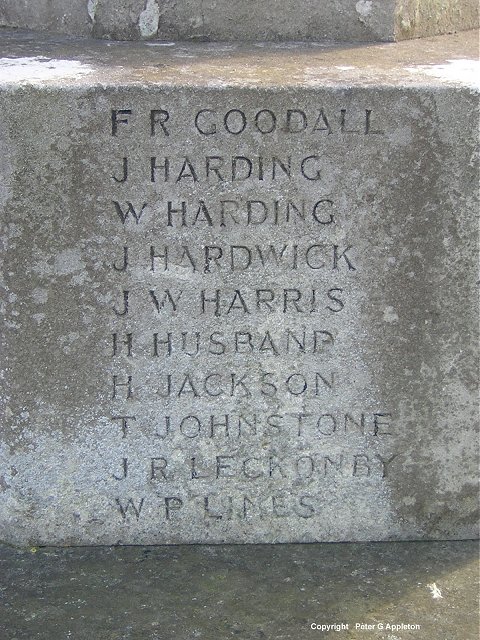 F R GOODALL
J HARDING
W HARDING
J HARDWICK
J W HARRIS
H HUSBAND
H JACKSON
T JOHNSTONE
J R LECKONBY
W P LINES
Copyright Peter G Appleton